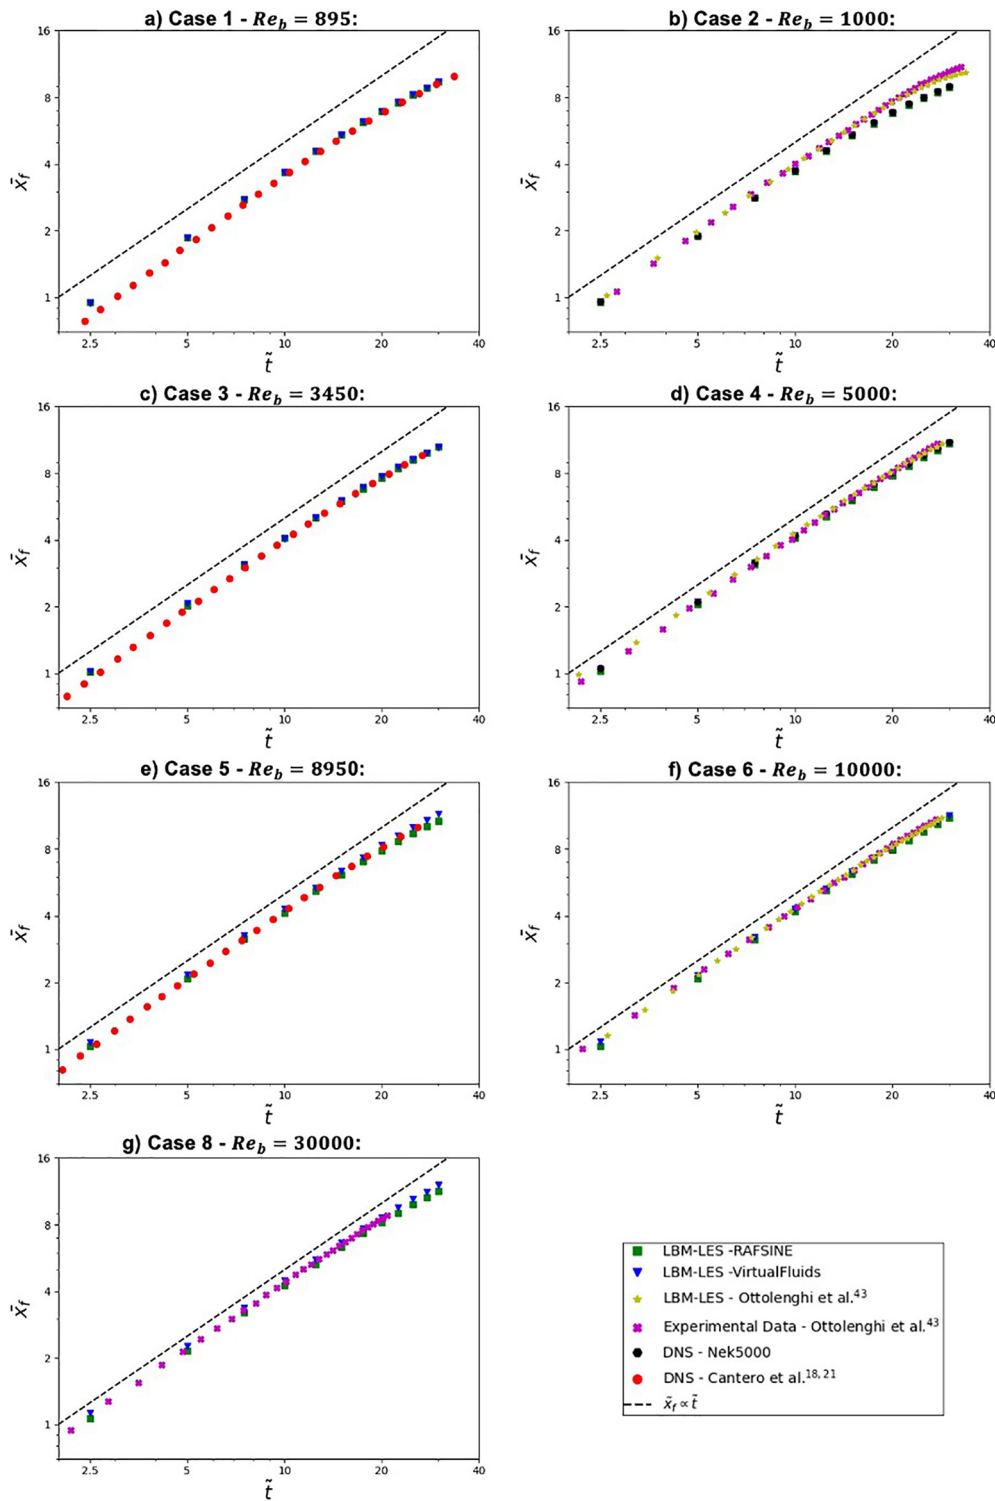 a) Case 1 - Re_b = 895:
16
8
4
2
1
x̄_f
2.5 5 10 20 40
t̃
b) Case 2 - Re_b = 1000:
16
8
4
2
1
x̄_f
2.5 5 10 20 40
t̃
c) Case 3 - Re_b = 3450:
16
8
4
2
1
x̄_f
2.5 5 10 20 40
t̃
d) Case 4 - Re_b = 5000:
16
8
4
2
1
x̄_f
2.5 5 10 20 40
t̃
e) Case 5 - Re_b = 8950:
16
8
4
2
1
x̄_f
2.5 5 10 20 40
t̃
f) Case 6 - Re_b = 10000:
16
8
4
2
1
x̄_f
2.5 5 10 20 40
t̃
g) Case 8 - Re_b = 30000:
16
8
4
2
1
x̄_f
2.5 5 10 20 40
t̃
LBM-LES -RAFSINE
LBM-LES -VirtualFluids
LBM-LES - Ottolenghi et al.⁴³
Experimental Data - Ottolenghi et al.⁴³
DNS - Nek5000
DNS - Cantero et al.¹⁸,²¹
x̃_f ∝ t̃